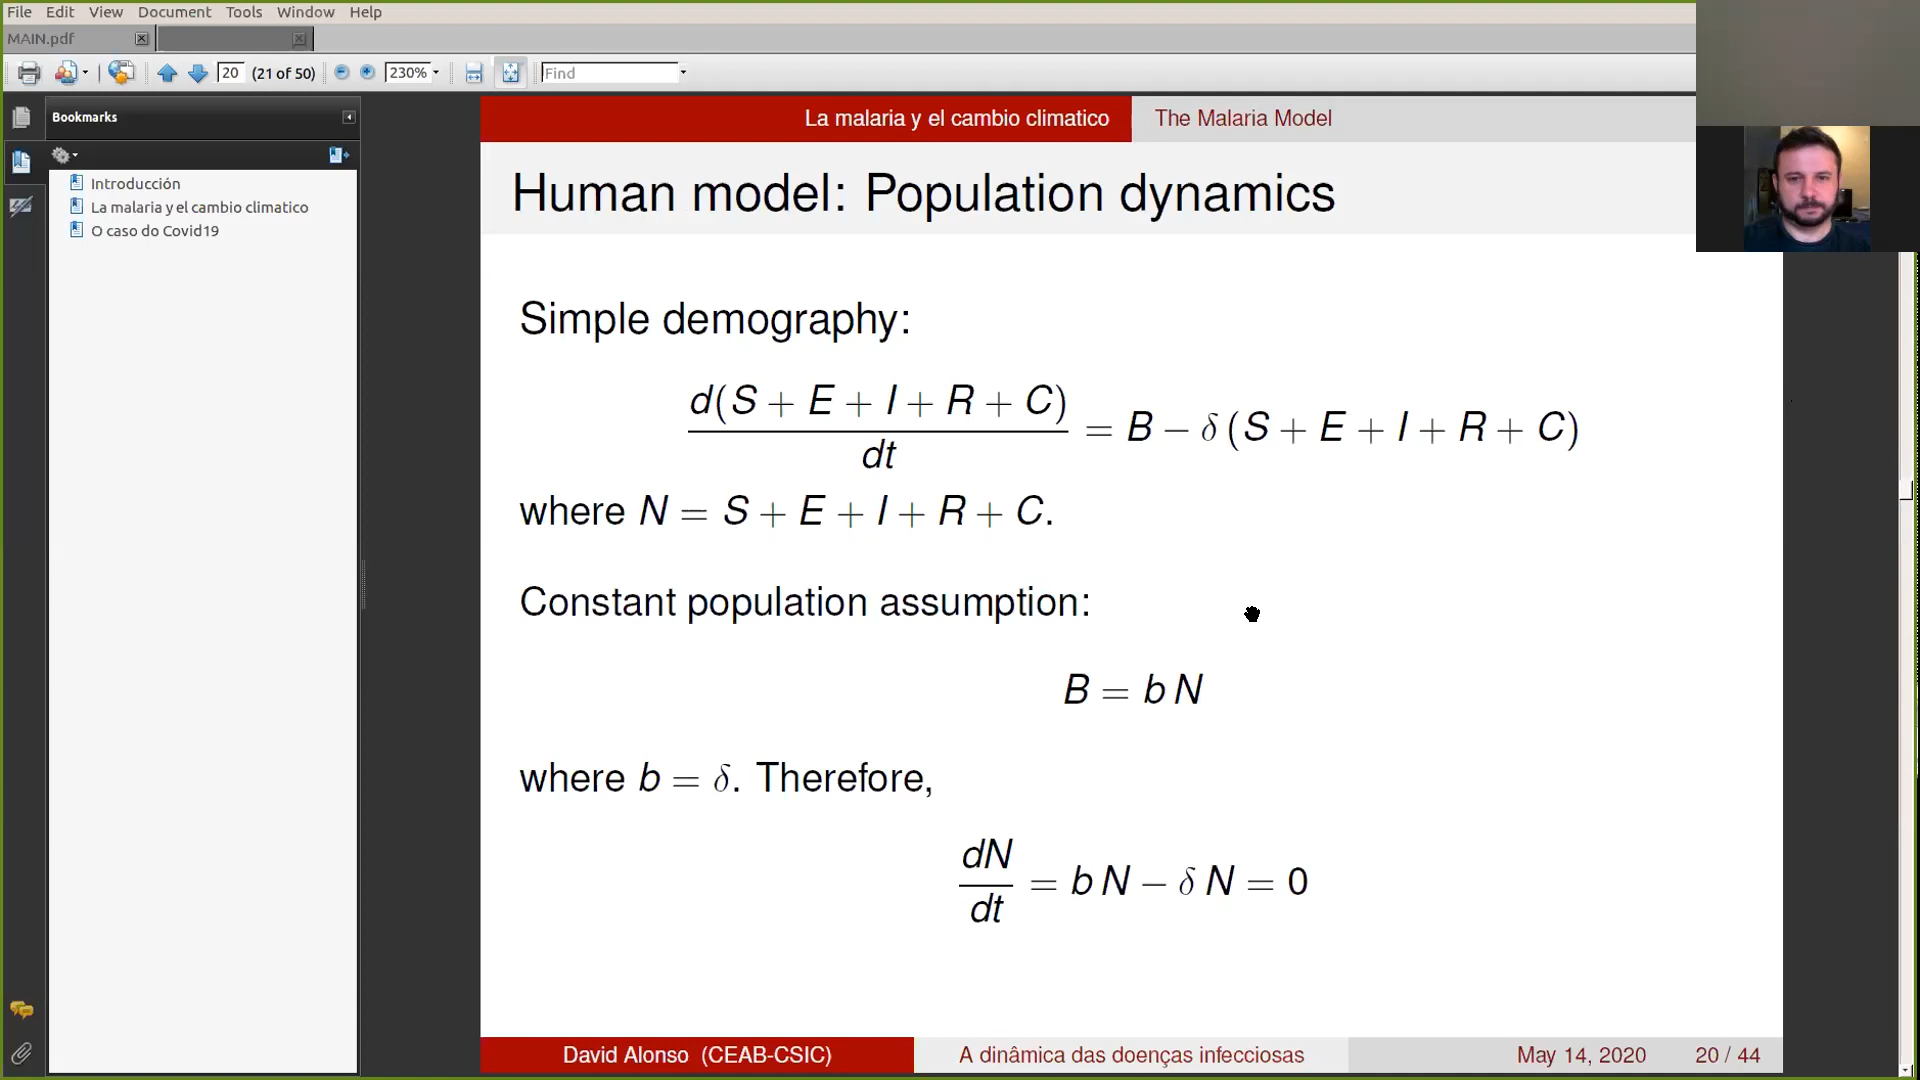 File Edit View Document Tools Window Help
MAIN.pdf
20 (21 of 50) 230% Find
Bookmarks
Introducción
La malaria y el cambio climatico
O caso do Covid19
La malaria y el cambio climatico The Malaria Model
Human model: Population dynamics
Simple demography:
d(S + E + I + R + C)/dt = B − δ (S + E + I + R + C)
where N = S + E + I + R + C.
Constant population assumption:
B = b N
where b = δ. Therefore,
dN/dt = b N − δ N = 0
David Alonso (CEAB-CSIC) A dinâmica das doenças infecciosas May 14, 2020 20 / 44